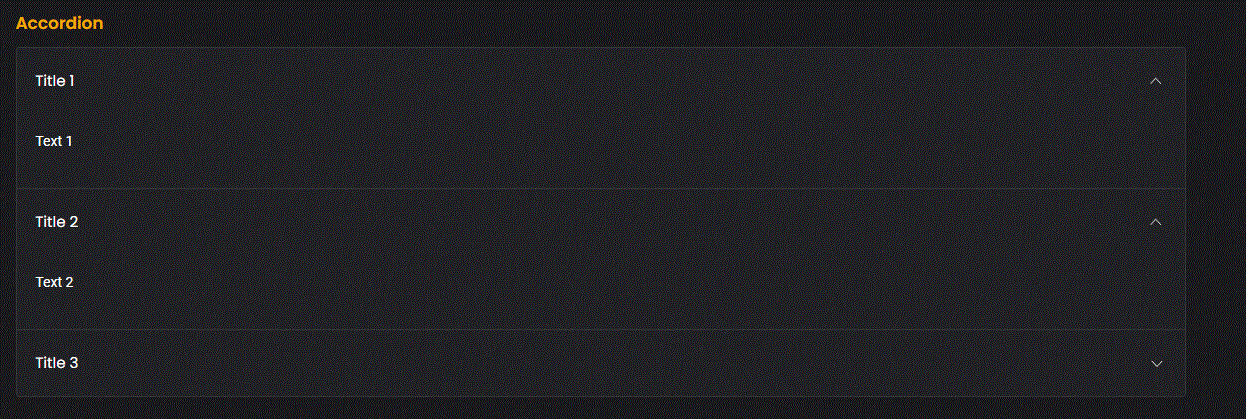 Accordion
Title 1
Text 1
Title 2
Text 2
Title 3